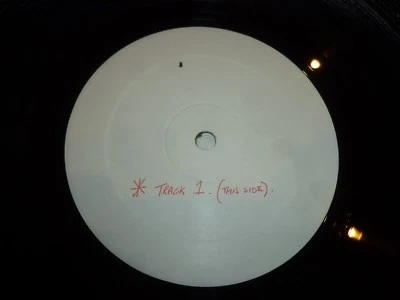 * TRACK 1. (THIS SIDE).